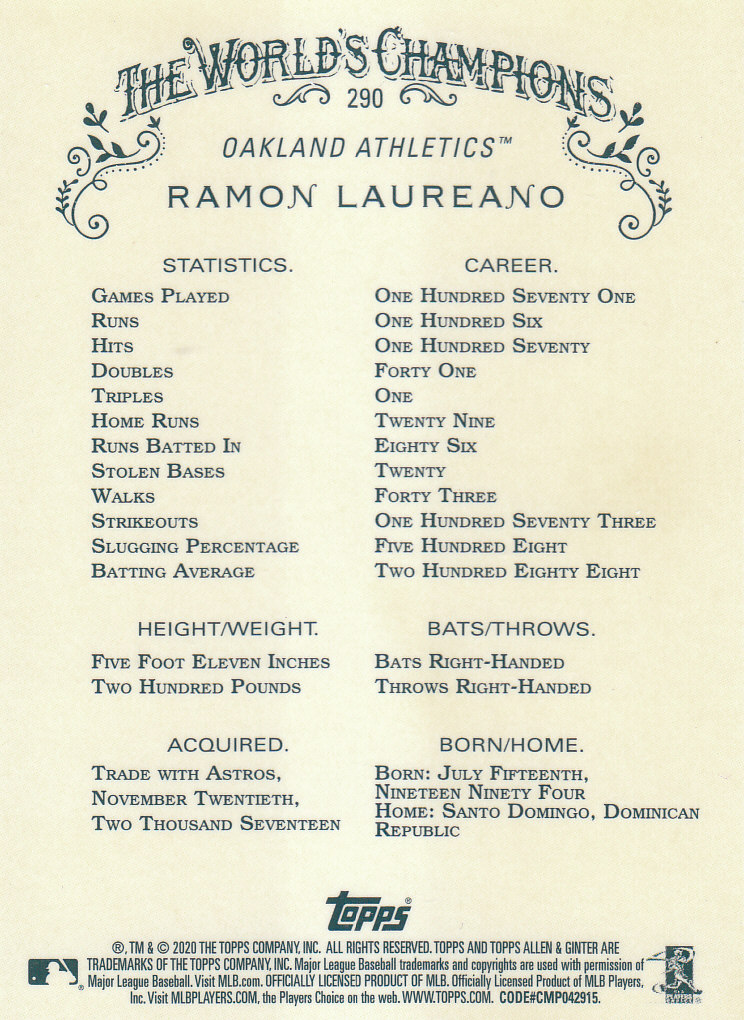 THE WORLD'S CHAMPIONS
290
OAKLAND ATHLETICS™
RAMON LAUREANO
STATISTICS. CAREER.
GAMES PLAYED ONE HUNDRED SEVENTY ONE
RUNS ONE HUNDRED SIX
HITS ONE HUNDRED SEVENTY
DOUBLES FORTY ONE
TRIPLES ONE
HOME RUNS TWENTY NINE
RUNS BATTED IN EIGHTY SIX
STOLEN BASES TWENTY
WALKS FORTY THREE
STRIKEOUTS ONE HUNDRED SEVENTY THREE
SLUGGING PERCENTAGE FIVE HUNDRED EIGHT
BATTING AVERAGE TWO HUNDRED EIGHTY EIGHT
HEIGHT/WEIGHT. BATS/THROWS.
FIVE FOOT ELEVEN INCHES BATS RIGHT-HANDED
TWO HUNDRED POUNDS THROWS RIGHT-HANDED
ACQUIRED.
TRADE WITH ASTROS,
NOVEMBER TWENTIETH,
TWO THOUSAND SEVENTEEN
BORN/HOME.
BORN: JULY FIFTEENTH,
NINETEEN NINETY FOUR
HOME: SANTO DOMINGO, DOMINICAN
REPUBLIC
TOPPS®
®, TM & © 2020 THE TOPPS COMPANY, INC. ALL RIGHTS RESERVED. TOPPS AND TOPPS ALLEN & GINTER ARE
TRADEMARKS OF THE TOPPS COMPANY, INC. Major League Baseball trademarks and copyrights are used with permission of
Major League Baseball. Visit MLB.com. OFFICIALLY LICENSED PRODUCT OF MLB. Officially Licensed Product of MLB Players,
Inc. Visit MLBPLAYERS.COM, the Players Choice on the web. WWW.TOPPS.COM. CODE#CMP042915.
PLAYERS
CHOICE